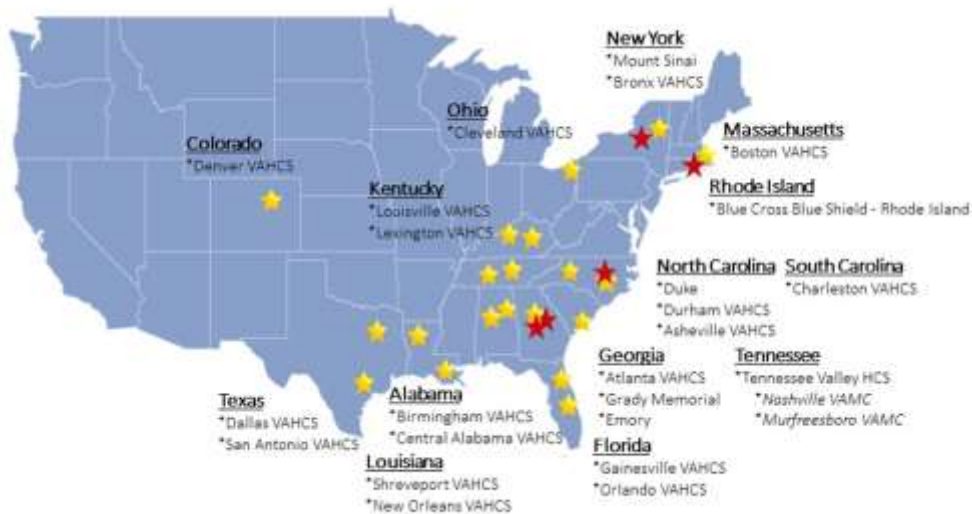 New York
*Mount Sinai
*Bronx VAHCS
Ohio
*Cleveland VAHCS
Massachusetts
*Boston VAHCS
Colorado
*Denver VAHCS
Kentucky
*Louisville VAHCS
*Lexington VAHCS
Rhode Island
*Blue Cross Blue Shield - Rhode Island
North Carolina
*Duke
*Durham VAHCS
*Asheville VAHCS
South Carolina
*Charleston VAHCS
Georgia
*Atlanta VAHCS
*Grady Memorial
*Emory
Tennessee
*Tennessee Valley HCS
*Nashville VAMC
*Murfreesboro VAMC
Texas
*Dallas VAHCS
*San Antonio VAHCS
Alabama
*Birmingham VAHCS
*Central Alabama VAHCS
Louisiana
*Shreveport VAHCS
*New Orleans VAHCS
Florida
*Gainesville VAHCS
*Orlando VAHCS